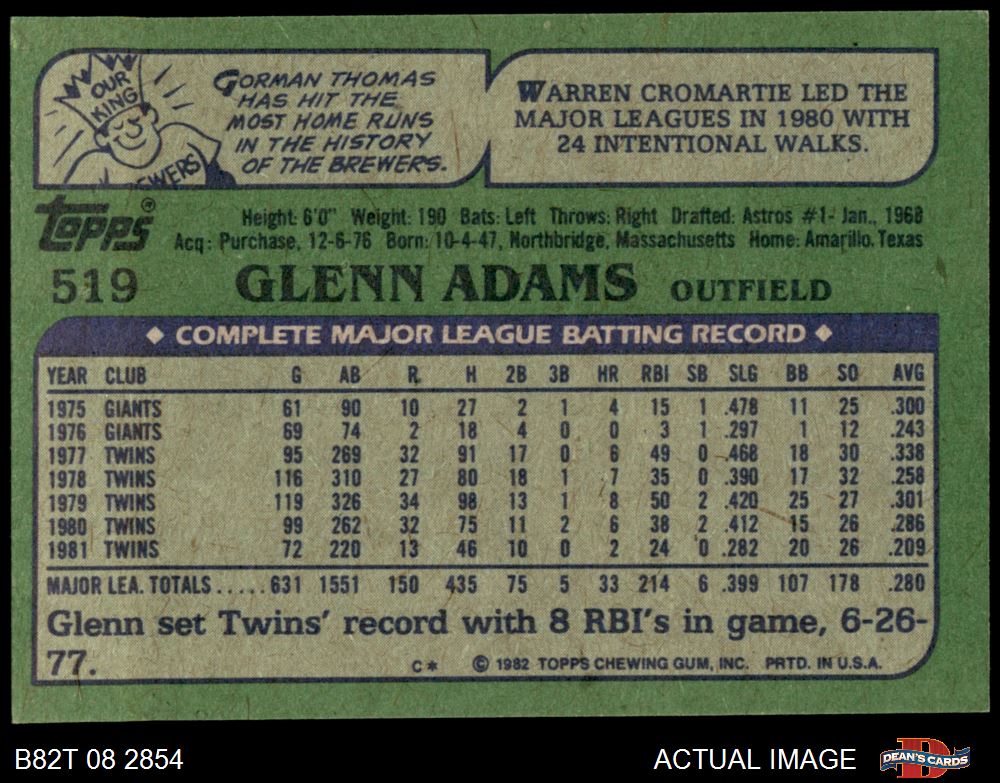 OUR
KING
BREWERS
GORMAN THOMAS
HAS HIT THE
MOST HOME RUNS
IN THE HISTORY
OF THE BREWERS.
WARREN CROMARTIE LED THE
MAJOR LEAGUES IN 1980 WITH
24 INTENTIONAL WALKS.
topps®
Height: 6'0" Weight: 190 Bats: Left Throws: Right Drafted: Astros #1- Jan., 1968
Acq: Purchase, 12-6-76 Born: 10-4-47, Northbridge, Massachusetts Home: Amarillo, Texas
519 GLENN ADAMS OUTFIELD
◆ COMPLETE MAJOR LEAGUE BATTING RECORD ◆
YEAR CLUB G AB R H 2B 3B HR RBI SB SLG BB SO AVG
1975 GIANTS 61 90 10 27 2 1 4 15 1 .478 11 25 .300
1976 GIANTS 69 74 2 18 4 0 0 3 1 .297 1 12 .243
1977 TWINS 95 269 32 91 17 0 6 49 0 .468 18 30 .338
1978 TWINS 116 310 27 80 18 1 7 35 0 .390 17 32 .258
1979 TWINS 119 326 34 98 13 1 8 50 2 .420 25 27 .301
1980 TWINS 99 262 32 75 11 2 6 38 2 .412 15 26 .286
1981 TWINS 72 220 13 46 10 0 2 24 0 .282 20 26 .209
MAJOR LEA. TOTALS.....631 1551 150 435 75 5 33 214 6 .399 107 178 .280
Glenn set Twins' record with 8 RBI's in game, 6-26-
77.
C* © 1982 TOPPS CHEWING GUM, INC. PRTD. IN U.S.A.
B82T 08 2854
ACTUAL IMAGE
DEAN'S CARDS